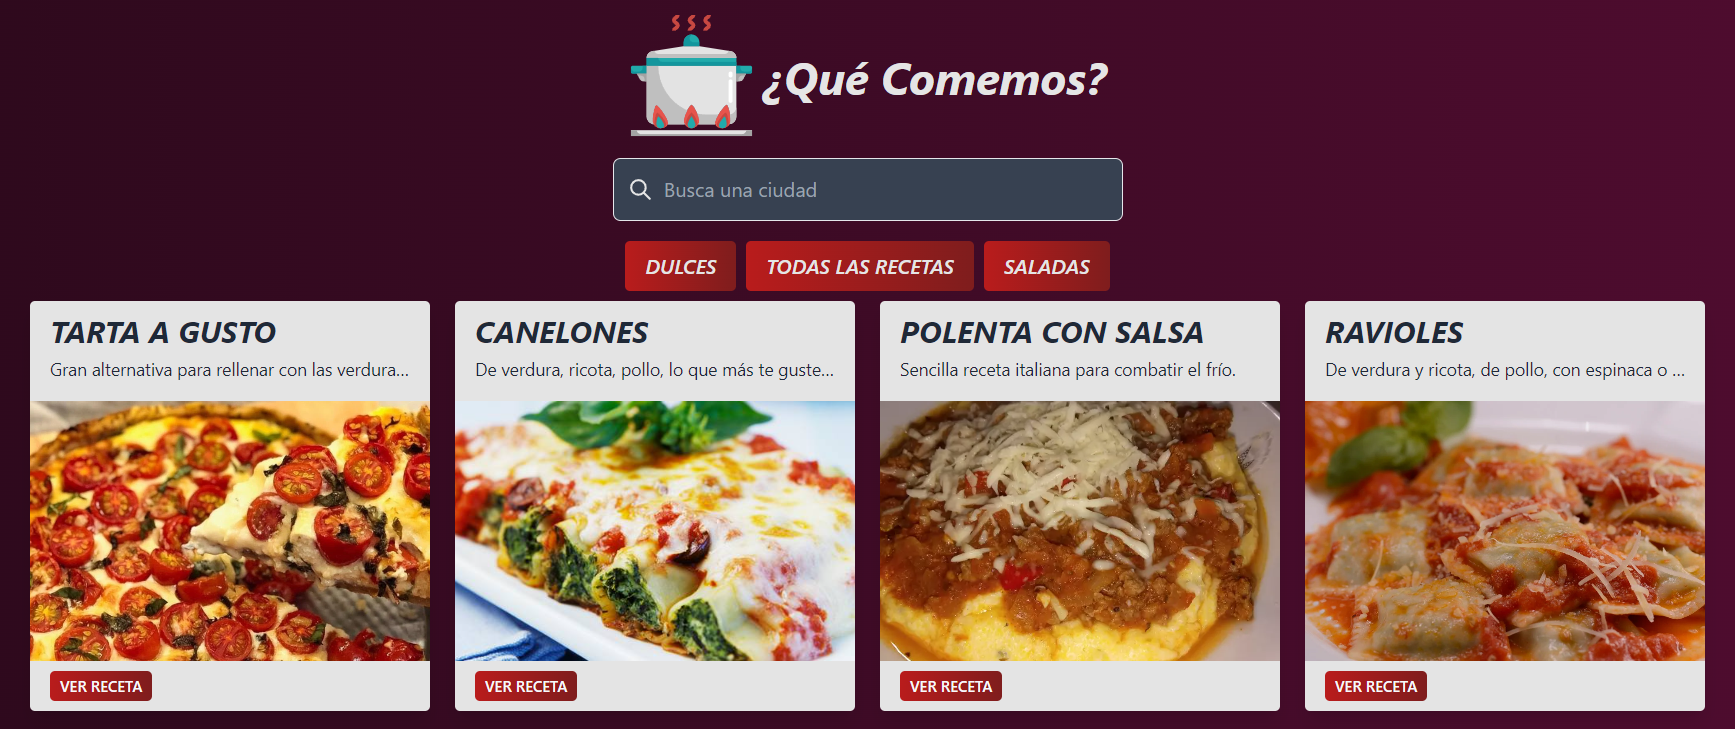 ¿Qué Comemos?
Busca una ciudad
DULCES
TODAS LAS RECETAS
SALADAS
TARTA A GUSTO
Gran alternativa para rellenar con las verdura...
VER RECETA
CANELONES
De verdura, ricota, pollo, lo que más te guste...
VER RECETA
POLENTA CON SALSA
Sencilla receta italiana para combatir el frío.
VER RECETA
RAVIOLES
De verdura y ricota, de pollo, con espinaca o ...
VER RECETA